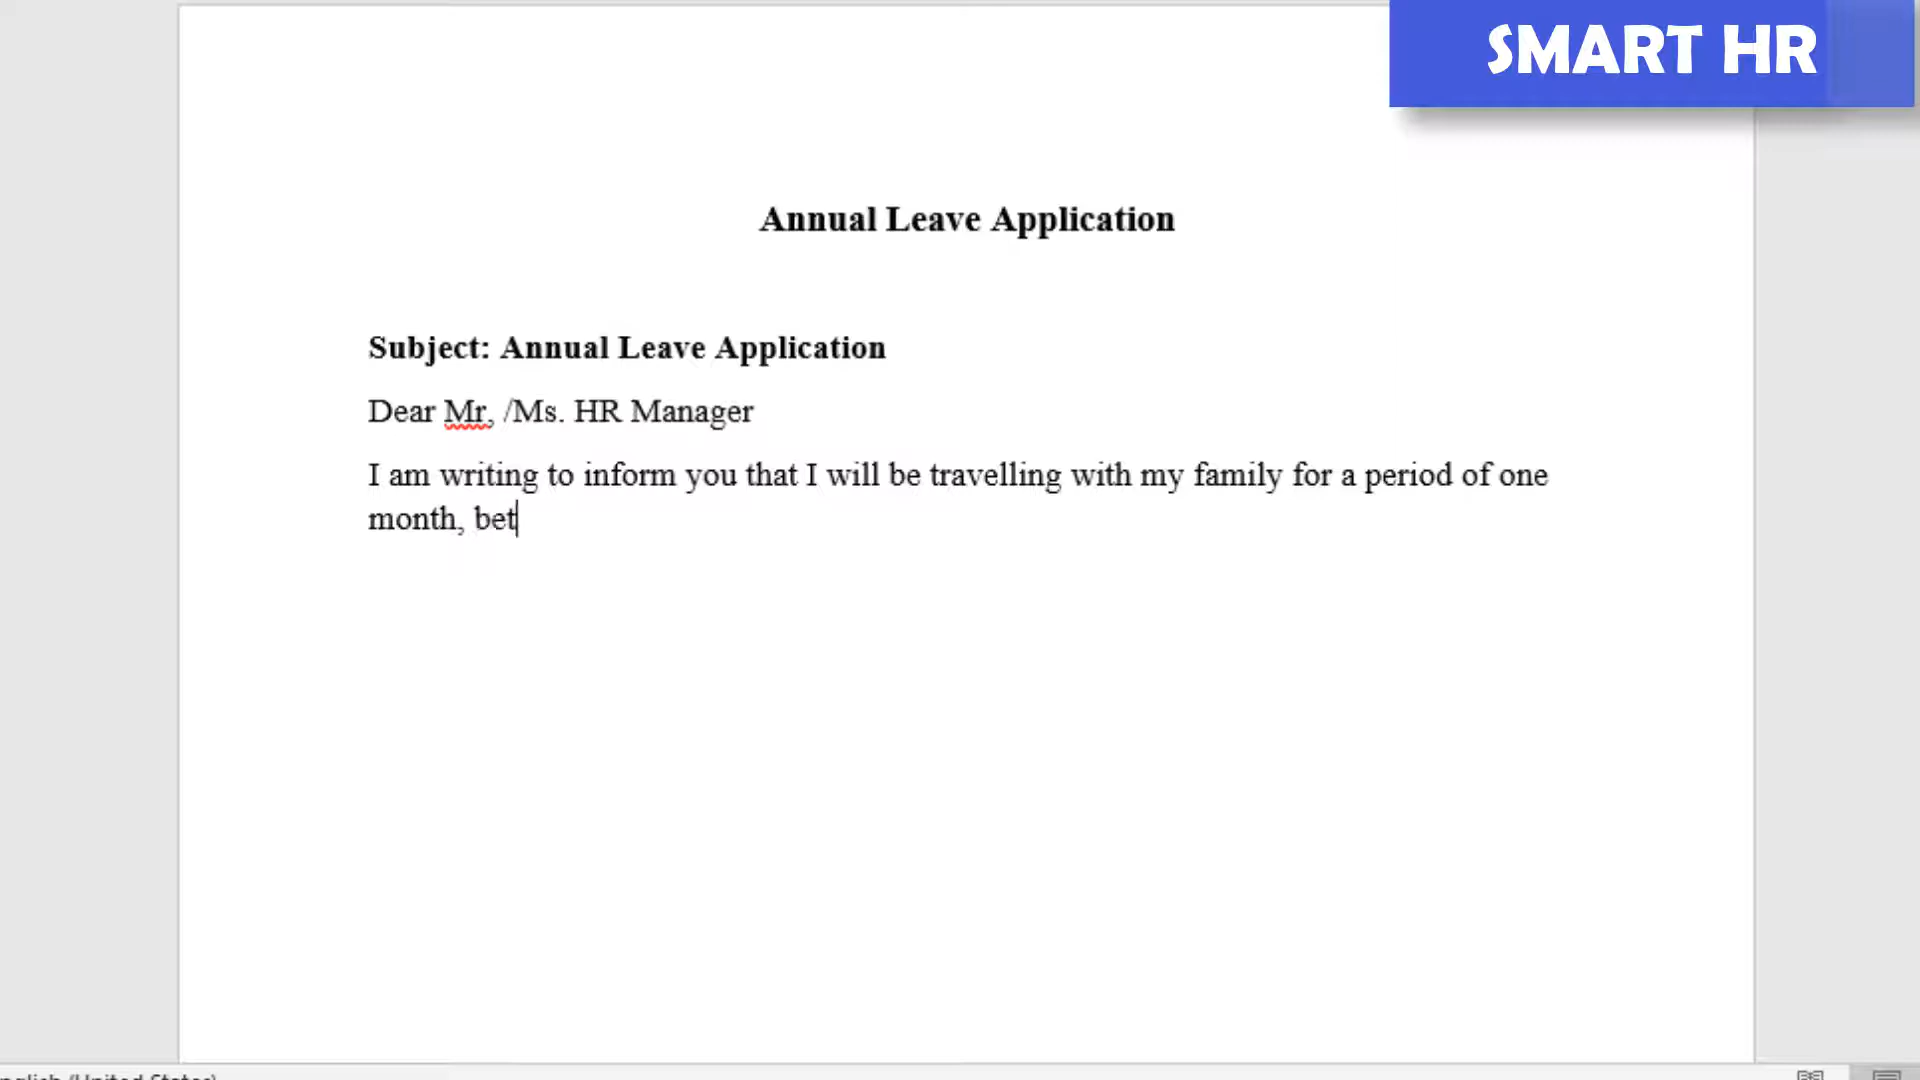 SMART HR
Annual Leave Application
Subject: Annual Leave Application
Dear Mr, /Ms. HR Manager
I am writing to inform you that I will be travelling with my family for a period of one
month, bet